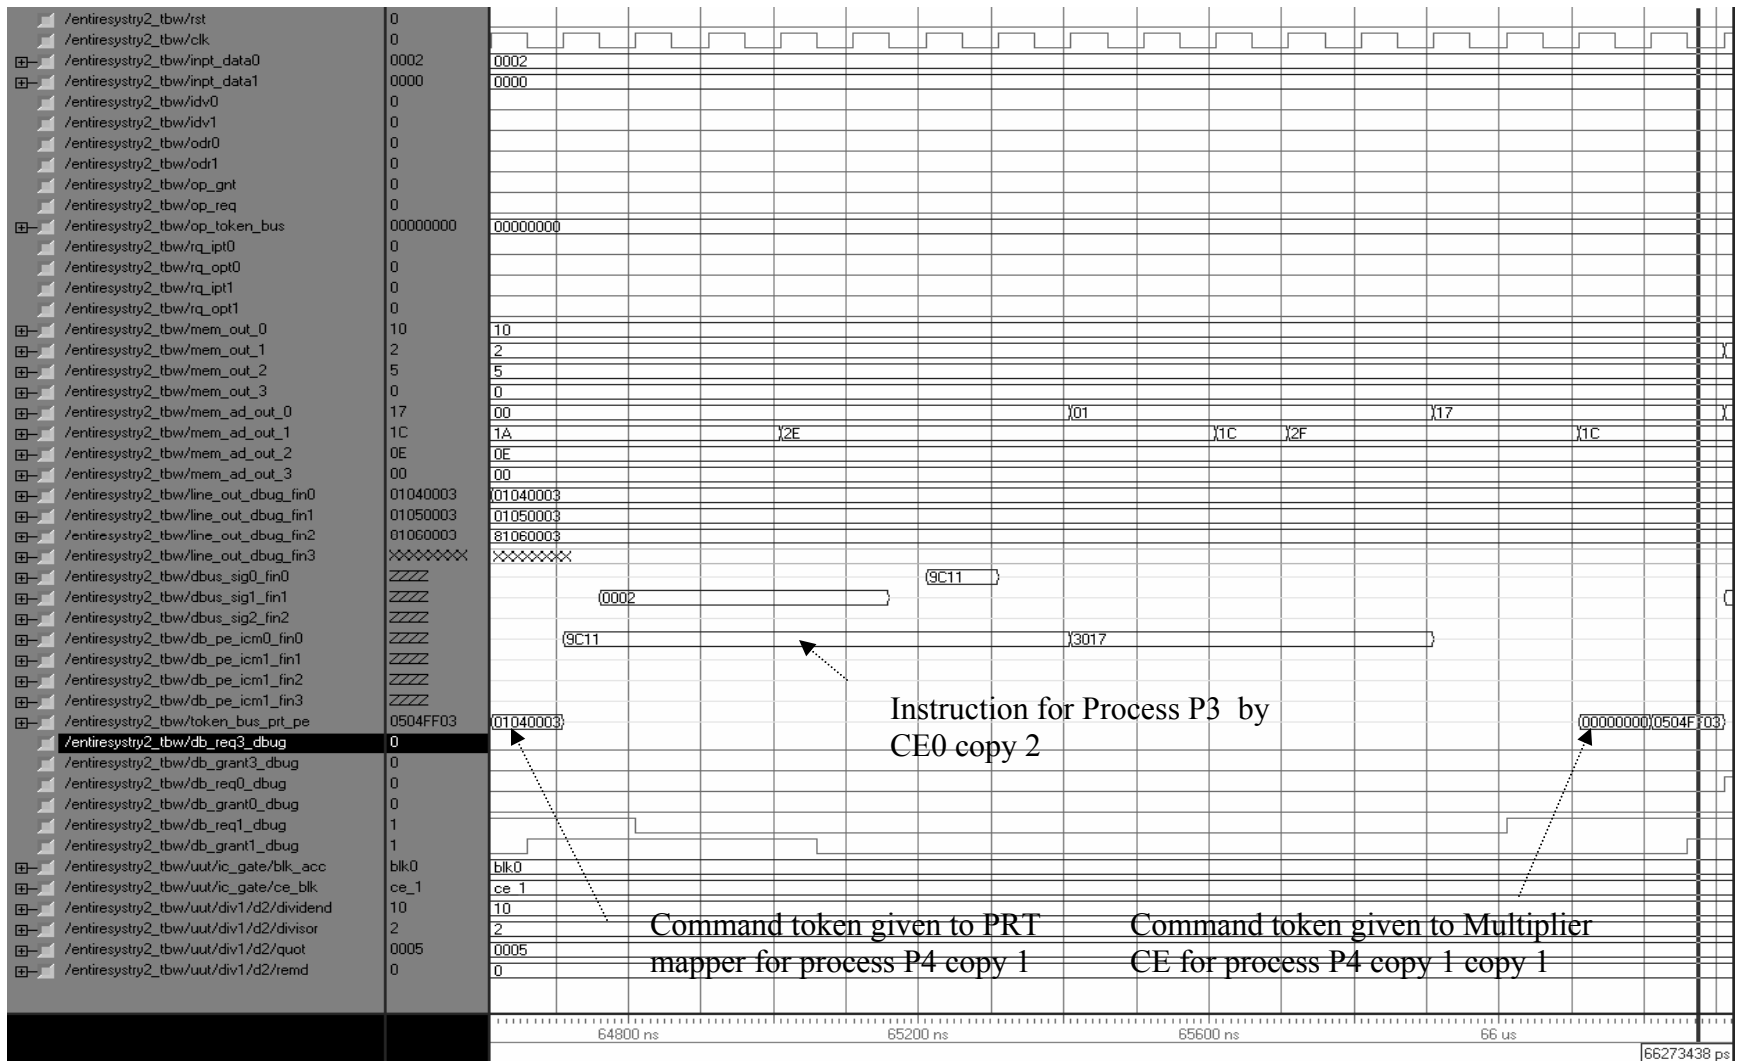 /entiresystry2_tbw/rst 0
/entiresystry2_tbw/clk 0
/entiresystry2_tbw/inpt_data0 0002 0002
/entiresystry2_tbw/inpt_data1 0000 0000
/entiresystry2_tbw/idv0 0
/entiresystry2_tbw/idv1 0
/entiresystry2_tbw/odr0 0
/entiresystry2_tbw/odr1 0
/entiresystry2_tbw/op_gnt 0
/entiresystry2_tbw/op_req 0
/entiresystry2_tbw/op_token_bus 00000000 00000000
/entiresystry2_tbw/rq_ipt0 0
/entiresystry2_tbw/rq_opt0 0
/entiresystry2_tbw/rq_ipt1 0
/entiresystry2_tbw/rq_opt1 0
/entiresystry2_tbw/mem_out_0 10 10
/entiresystry2_tbw/mem_out_1 2 2
/entiresystry2_tbw/mem_out_2 5 5
/entiresystry2_tbw/mem_out_3 0 0
/entiresystry2_tbw/mem_ad_out_0 17 00 01 17
/entiresystry2_tbw/mem_ad_out_1 1C 1A 2E 1C 2F 1C
/entiresystry2_tbw/mem_ad_out_2 0E 0E
/entiresystry2_tbw/mem_ad_out_3 00 00
/entiresystry2_tbw/line_out_dbug_fin0 01040003 01040003
/entiresystry2_tbw/line_out_dbug_fin1 01050003 01050003
/entiresystry2_tbw/line_out_dbug_fin2 81060003 81060003
/entiresystry2_tbw/line_out_dbug_fin3 XXXXXXXX XXXXXXXX
/entiresystry2_tbw/dbus_sig0_fin0 ZZZZ 9C11
/entiresystry2_tbw/dbus_sig1_fin1 ZZZZ 0002
/entiresystry2_tbw/dbus_sig2_fin2 ZZZZ
/entiresystry2_tbw/db_pe_icm0_fin0 ZZZZ 9C11 3017
/entiresystry2_tbw/db_pe_icm1_fin1 ZZZZ
/entiresystry2_tbw/db_pe_icm1_fin2 ZZZZ
/entiresystry2_tbw/db_pe_icm1_fin3 ZZZZ
Instruction for Process P3 by
CE0 copy 2
/entiresystry2_tbw/token_bus_prt_pe 0504FF03 01040003 00000000 0504FF03
/entiresystry2_tbw/db_req3_dbug 0
/entiresystry2_tbw/db_grant3_dbug 0
/entiresystry2_tbw/db_req0_dbug 0
/entiresystry2_tbw/db_grant0_dbug 0
/entiresystry2_tbw/db_req1_dbug 1
/entiresystry2_tbw/db_grant1_dbug 1
/entiresystry2_tbw/uut/ic_gate/blk_acc blk0 blk0
/entiresystry2_tbw/uut/ic_gate/ce_blk ce_1 ce_1
/entiresystry2_tbw/uut/div1/d2/dividend 10 10
/entiresystry2_tbw/uut/div1/d2/divisor 2 2
/entiresystry2_tbw/uut/div1/d2/quot 0005 0005
/entiresystry2_tbw/uut/div1/d2/remd 0 0
Command token given to PRT
mapper for process P4 copy 1
Command token given to Multiplier
CE for process P4 copy 1 copy 1
64800 ns 65200 ns 65600 ns 66 us
66273438 ps